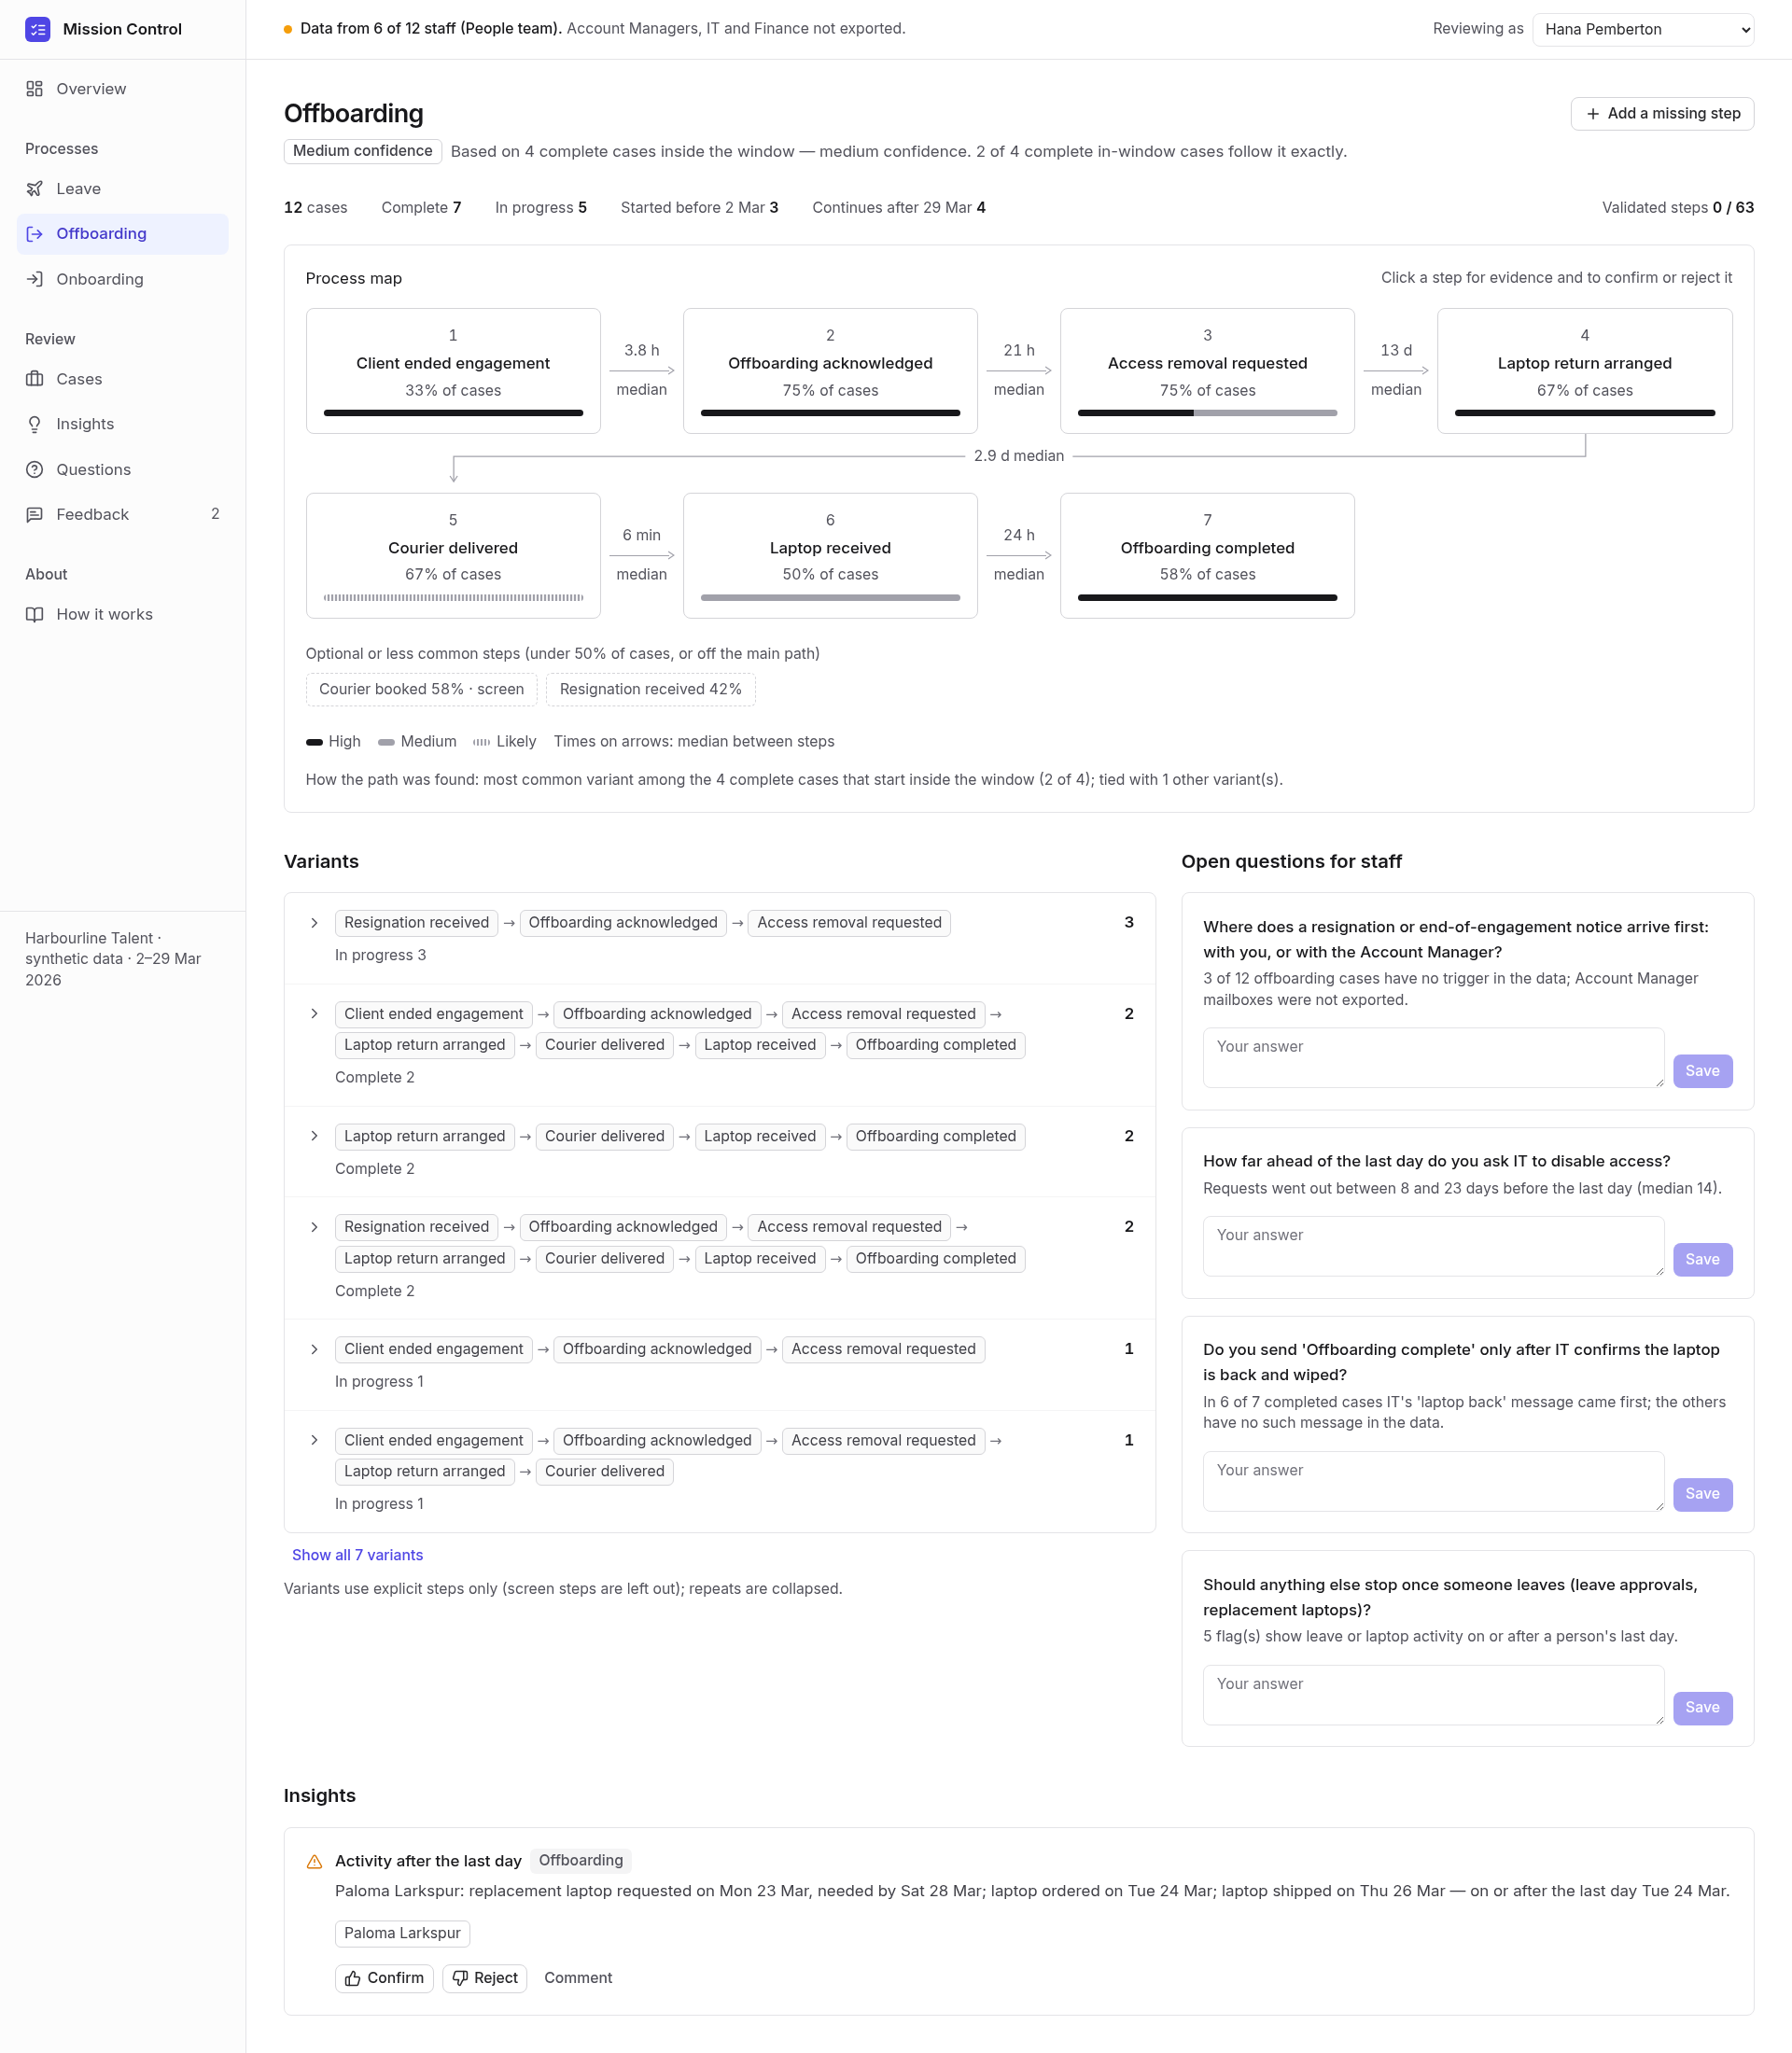 Mission Control
Overview
Processes
Leave
Offboarding
Onboarding
Review
Cases
Insights
Questions
Feedback 2
About
How it works
Harbourline Talent ·
synthetic data · 2–29 Mar
2026
Data from 6 of 12 staff (People team). Account Managers, IT and Finance not exported.
Reviewing as Hana Pemberton
Offboarding
Add a missing step
Medium confidence Based on 4 complete cases inside the window — medium confidence. 2 of 4 complete in-window cases follow it exactly.
12 cases Complete 7 In progress 5 Started before 2 Mar 3 Continues after 29 Mar 4 Validated steps 0 / 63
Process map
Click a step for evidence and to confirm or reject it
1
Client ended engagement
33% of cases
3.8 h
median
2
Offboarding acknowledged
75% of cases
21 h
median
3
Access removal requested
75% of cases
13 d
median
4
Laptop return arranged
67% of cases
2.9 d median
5
Courier delivered
67% of cases
6 min
median
6
Laptop received
50% of cases
24 h
median
7
Offboarding completed
58% of cases
Optional or less common steps (under 50% of cases, or off the main path)
Courier booked 58% · screen Resignation received 42%
High Medium Likely Times on arrows: median between steps
How the path was found: most common variant among the 4 complete cases that start inside the window (2 of 4); tied with 1 other variant(s).
Variants
Resignation received → Offboarding acknowledged → Access removal requested 3
In progress 3
Client ended engagement → Offboarding acknowledged → Access removal requested → 2
Laptop return arranged → Courier delivered → Laptop received → Offboarding completed
Complete 2
Laptop return arranged → Courier delivered → Laptop received → Offboarding completed 2
Complete 2
Resignation received → Offboarding acknowledged → Access removal requested → 2
Laptop return arranged → Courier delivered → Laptop received → Offboarding completed
Complete 2
Client ended engagement → Offboarding acknowledged → Access removal requested 1
In progress 1
Client ended engagement → Offboarding acknowledged → Access removal requested → 1
Laptop return arranged → Courier delivered
In progress 1
Show all 7 variants
Variants use explicit steps only (screen steps are left out); repeats are collapsed.
Open questions for staff
Where does a resignation or end-of-engagement notice arrive first:
with you, or with the Account Manager?
3 of 12 offboarding cases have no trigger in the data; Account Manager
mailboxes were not exported.
Your answer
Save
How far ahead of the last day do you ask IT to disable access?
Requests went out between 8 and 23 days before the last day (median 14).
Your answer
Save
Do you send 'Offboarding complete' only after IT confirms the laptop
is back and wiped?
In 6 of 7 completed cases IT's 'laptop back' message came first; the others
have no such message in the data.
Your answer
Save
Should anything else stop once someone leaves (leave approvals,
replacement laptops)?
5 flag(s) show leave or laptop activity on or after a person's last day.
Your answer
Save
Insights
Activity after the last day Offboarding
Paloma Larkspur: replacement laptop requested on Mon 23 Mar, needed by Sat 28 Mar; laptop ordered on Tue 24 Mar; laptop shipped on Thu 26 Mar — on or after the last day Tue 24 Mar.
Paloma Larkspur
Confirm Reject Comment